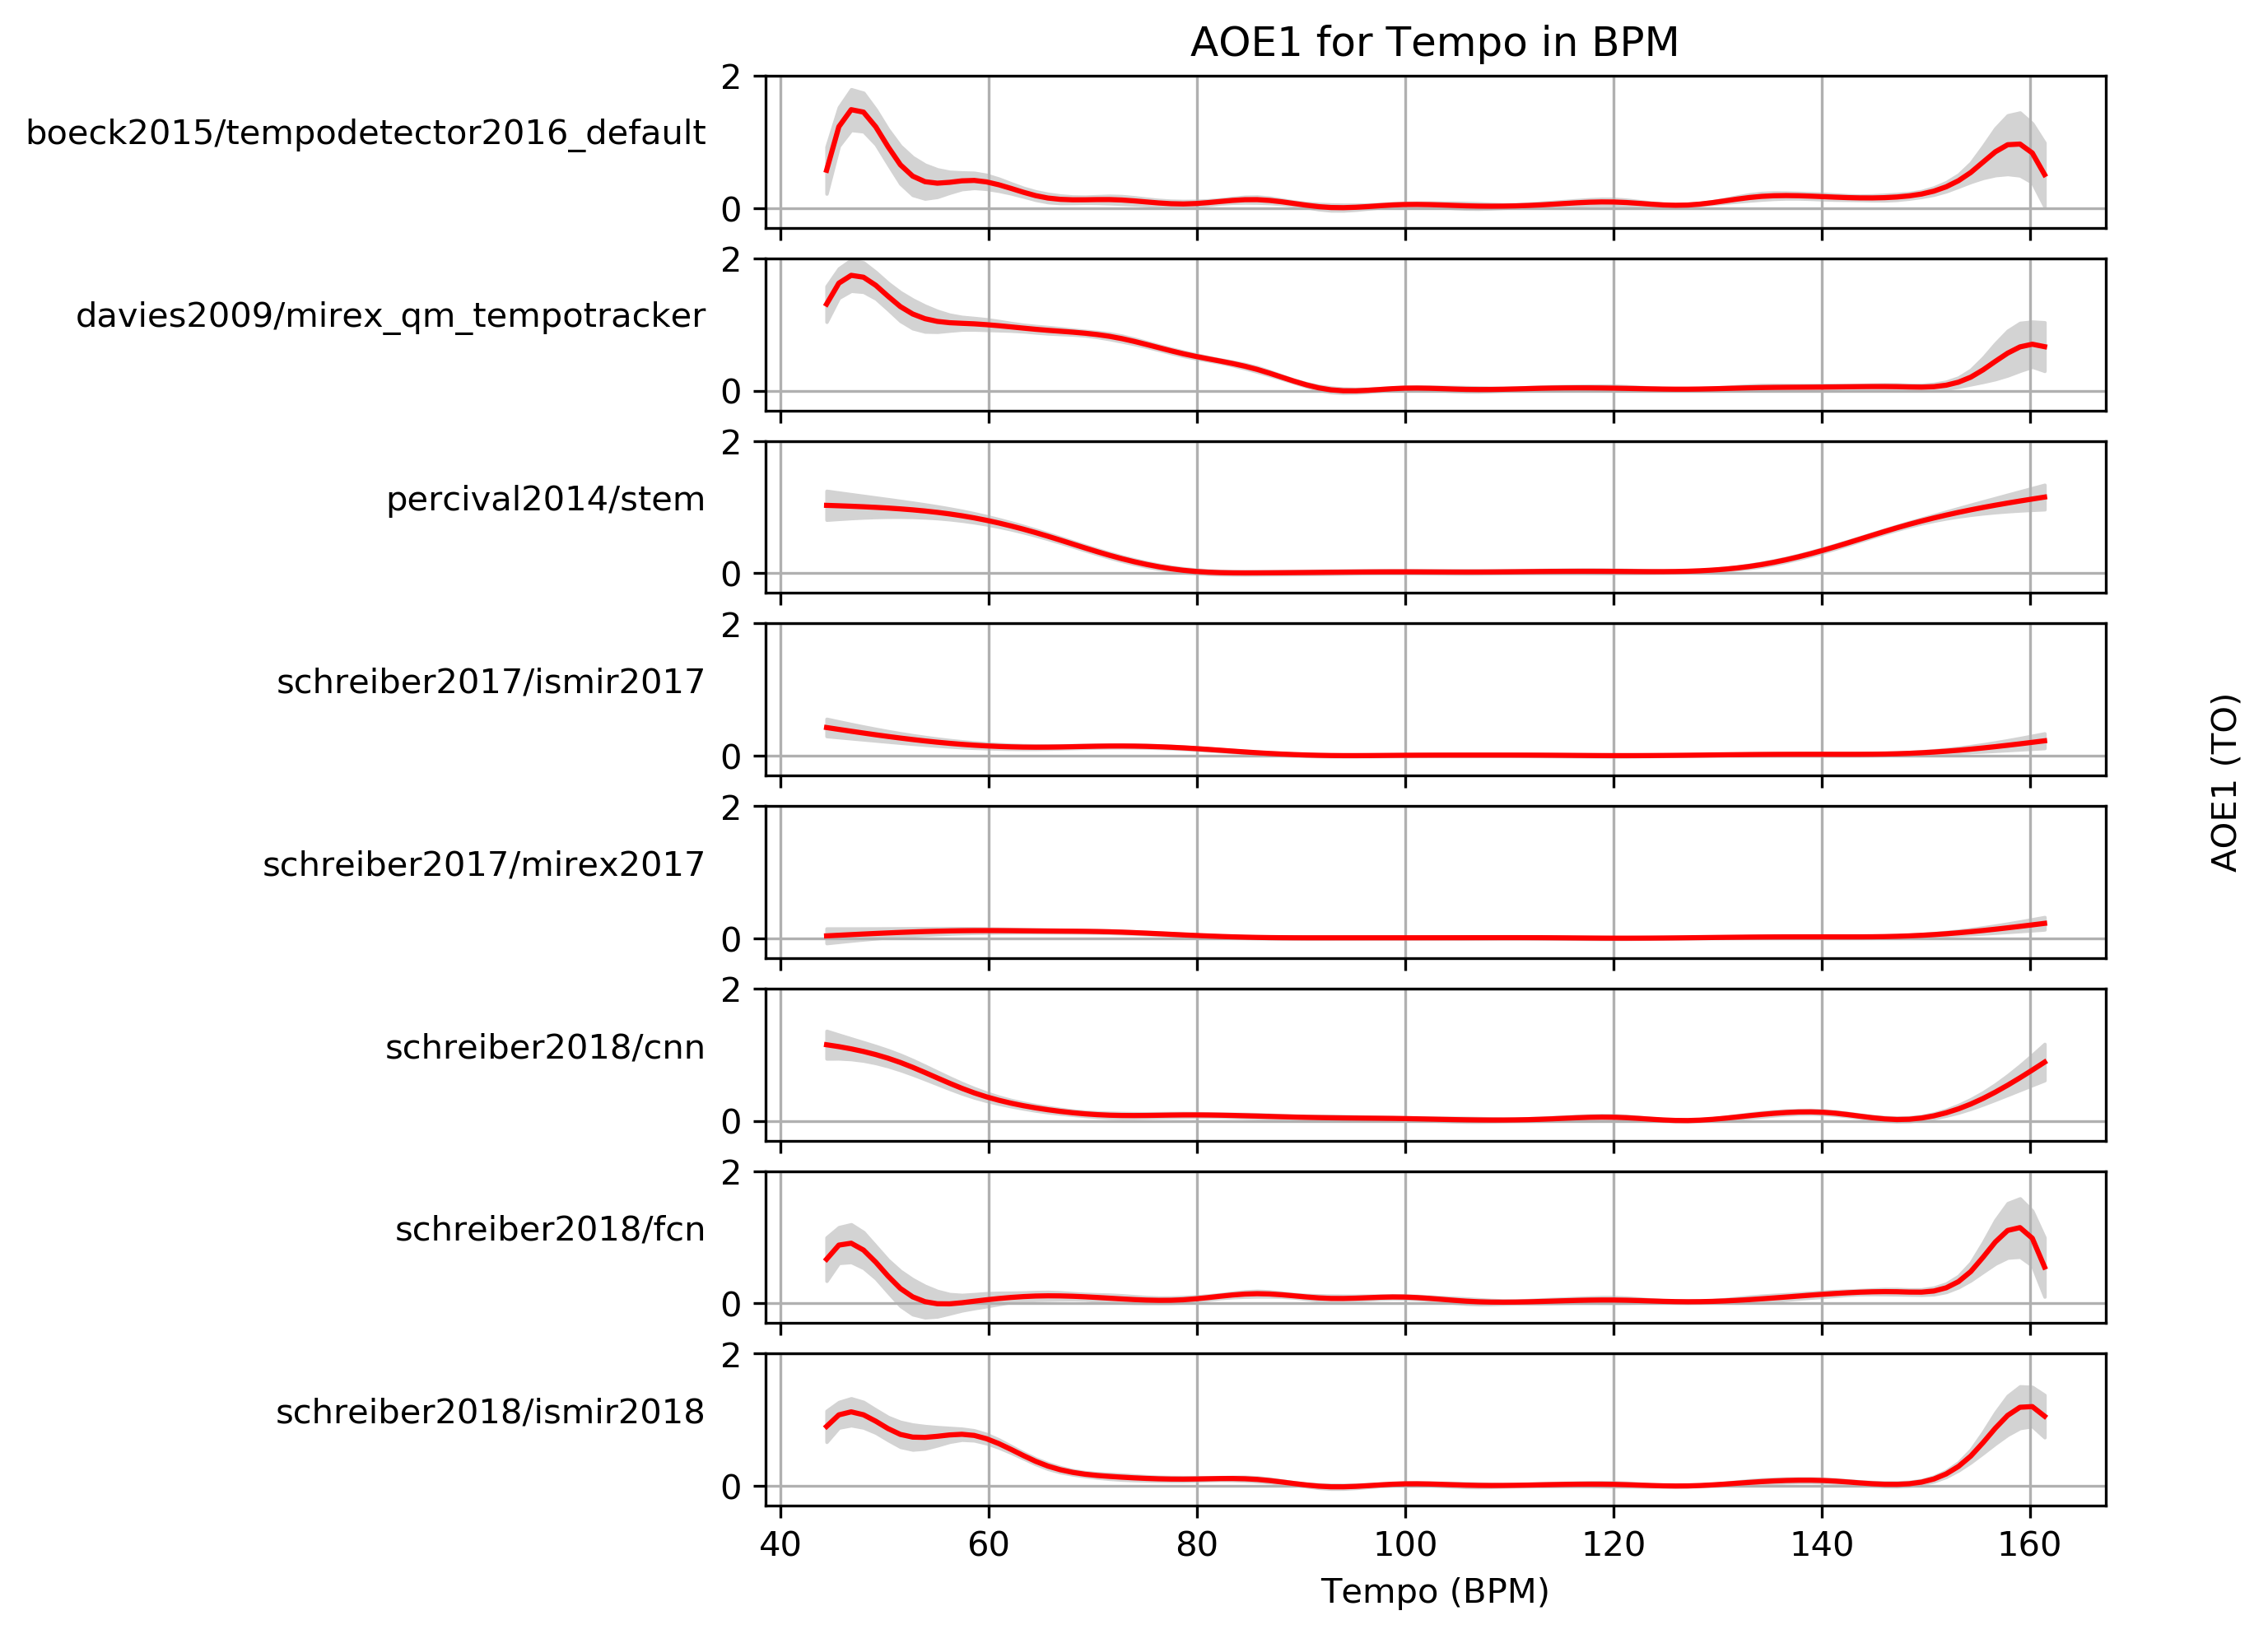 AOE1 for Tempo in BPM
2
boeck2015/tempodetector2016_default
0
2
davies2009/mirex_qm_tempotracker
0
2
percival2014/stem
0
2
schreiber2017/ismir2017
0
AOE1 (TO)
2
schreiber2017/mirex2017
0
2
schreiber2018/cnn
0
2
schreiber2018/fcn
0
2
schreiber2018/ismir2018
0
40 60 80 100 120 140 160
Tempo (BPM)